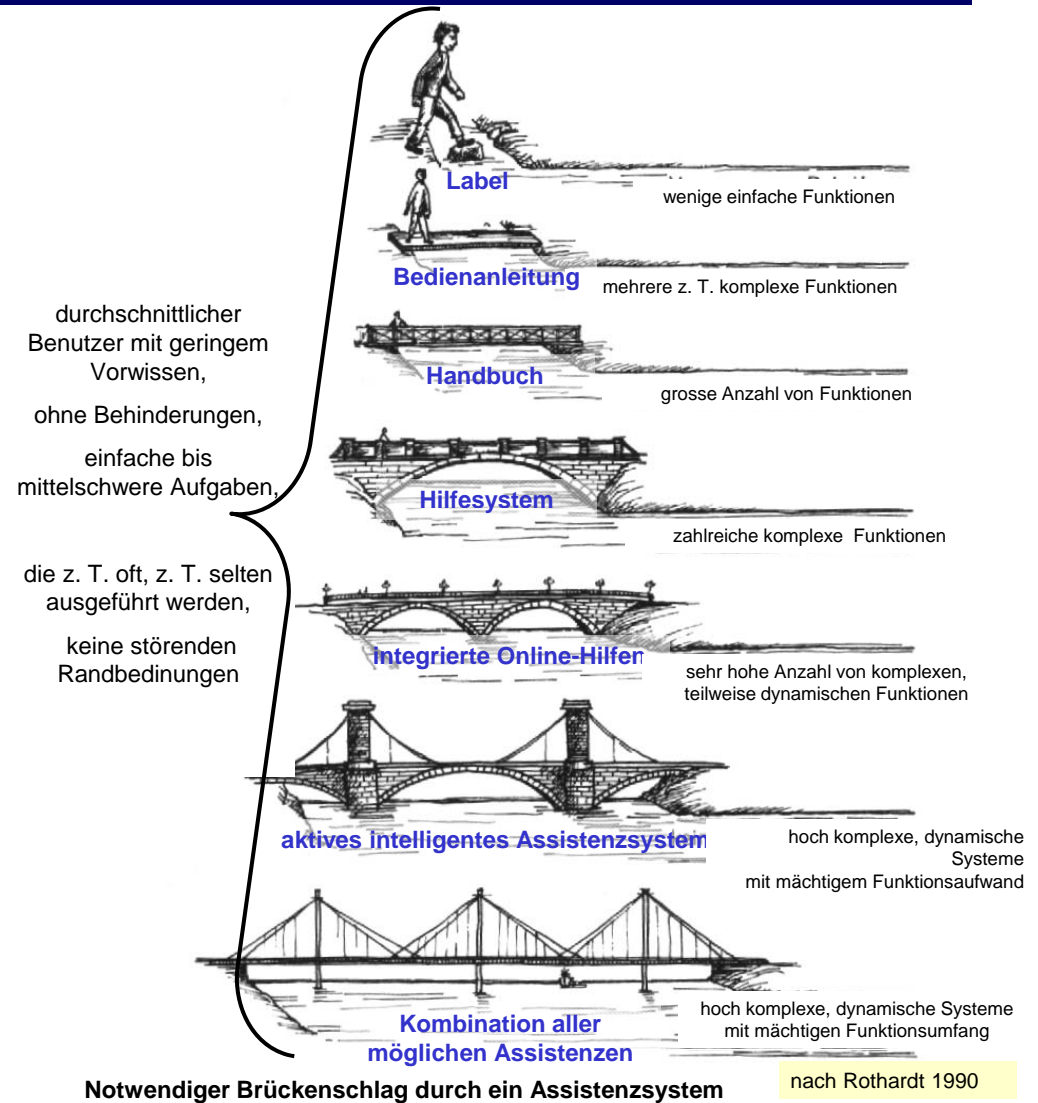 Label
wenige einfache Funktionen
Bedienanleitung
mehrere z. T. komplexe Funktionen
durchschnittlicher
Benutzer mit geringem
Vorwissen,
ohne Behinderungen,
einfache bis
mittelschwere Aufgaben,
die z. T. oft, z. T. selten
ausgeführt werden,
keine störenden
Randbedinungen
Handbuch
grosse Anzahl von Funktionen
Hilfesystem
zahlreiche komplexe Funktionen
integrierte Online-Hilfen
sehr hohe Anzahl von komplexen,
teilweise dynamischen Funktionen
aktives intelligentes Assistenzsystem
hoch komplexe, dynamische
Systeme
mit mächtigem Funktionsaufwand
Kombination aller
möglichen Assistenzen
hoch komplexe, dynamische Systeme
mit mächtigen Funktionsumfang
Notwendiger Brückenschlag durch ein Assistenzsystem
nach Rothardt 1990